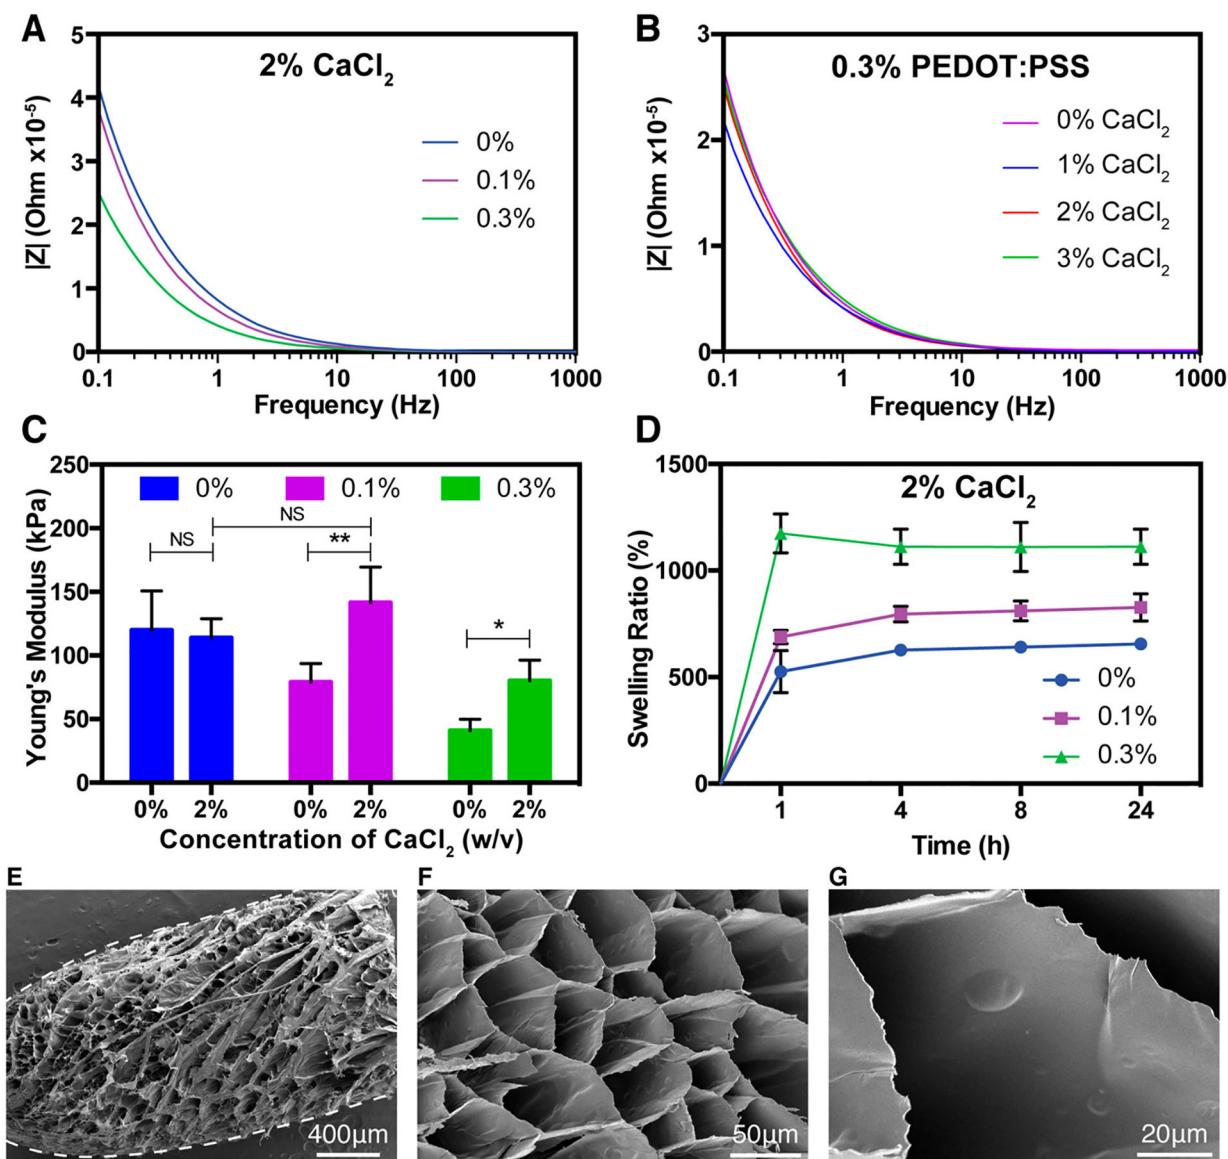 A
2% CaCl₂
|Z| (Ohm x10⁻⁵)
5
4
3
2
1
0
0%
0.1%
0.3%
0.1 1 10 100 1000
Frequency (Hz)
B
0.3% PEDOT:PSS
|Z| (Ohm x10⁻⁵)
3
2
1
0
0% CaCl₂
1% CaCl₂
2% CaCl₂
3% CaCl₂
0.1 1 10 100 1000
Frequency (Hz)
C
Young's Modulus (kPa)
250
200
150
100
50
0
0% 0.1% 0.3%
NS
NS
**
*
0% 2% 0% 2% 0% 2%
Concentration of CaCl₂ (w/v)
D
2% CaCl₂
Swelling Ratio (%)
1500
1000
500
0
0%
0.1%
0.3%
1 4 8 24
Time (h)
E
400µm
F
50µm
G
20µm